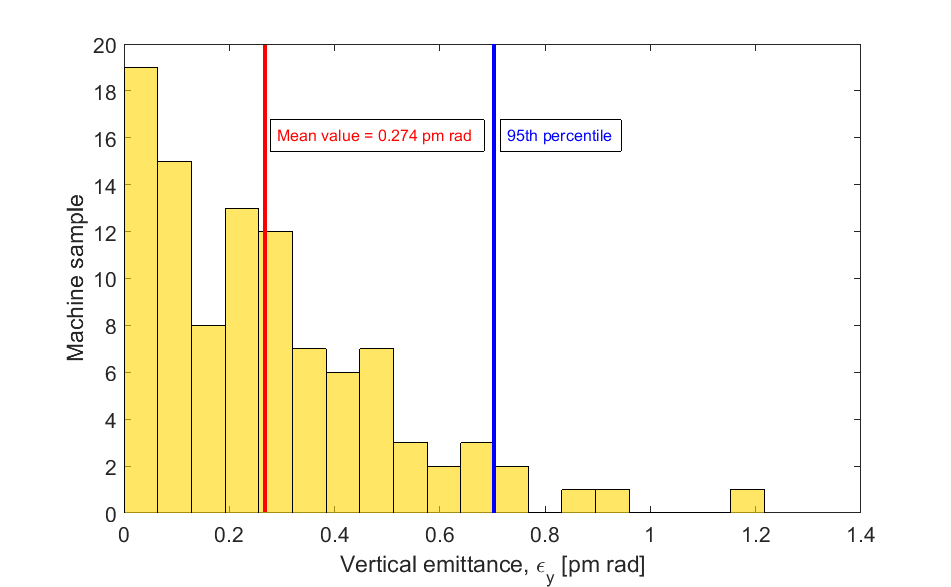 20
18
16
14
12
10
8
6
4
2
0
Machine sample
Mean value = 0.274 pm rad
95th percentile
0 0.2 0.4 0.6 0.8 1 1.2 1.4
Vertical emittance, ϵ_y [pm rad]